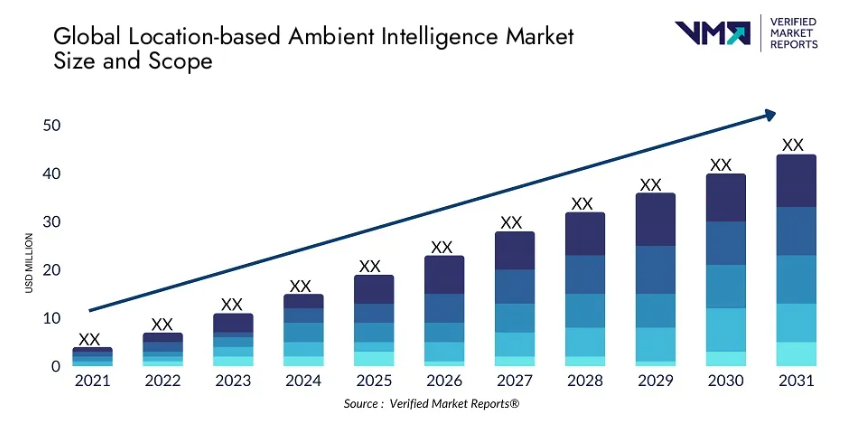 Global Location-based Ambient Intelligence Market
Size and Scope
VMR
VERIFIED
MARKET
REPORTS
50
40
30
20
10
0
USD MILLION
XX
XX
XX
XX
XX
XX
XX
XX
XX
XX
XX
2021 2022 2023 2024 2025 2026 2027 2028 2029 2030 2031
Source : Verified Market Reports®